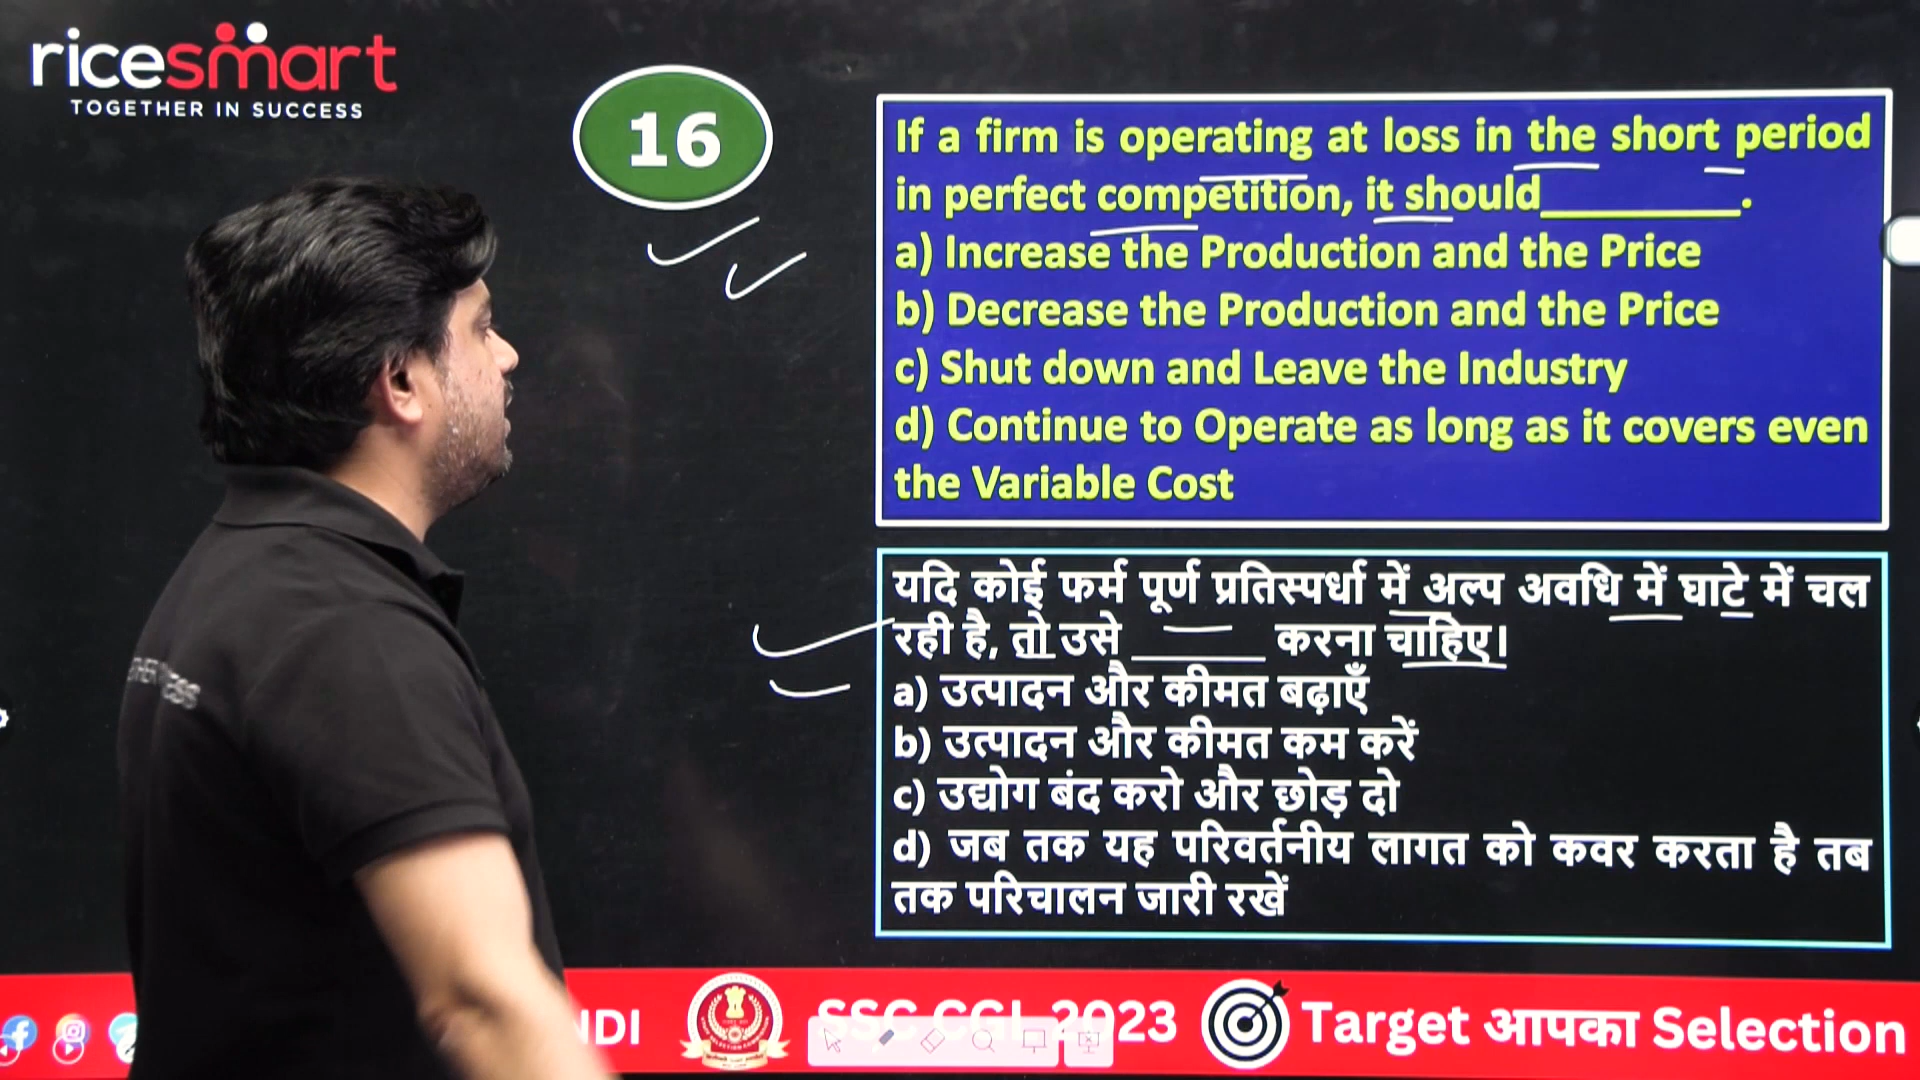 ricesmart
TOGETHER IN SUCCESS
16
If a firm is operating at loss in the short period
in perfect competition, it should__________.
a) Increase the Production and the Price
b) Decrease the Production and the Price
c) Shut down and Leave the Industry
d) Continue to Operate as long as it covers even
the Variable Cost
यदि कोई फर्म पूर्ण प्रतिस्पर्धा में अल्प अवधि में घाटे में चल
रही है, तो उसे ______ करना चाहिए।
a) उत्पादन और कीमत बढ़ाएँ
b) उत्पादन और कीमत कम करें
c) उद्योग बंद करो और छोड़ दो
d) जब तक यह परिवर्तनीय लागत को कवर करता है तब
तक परिचालन जारी रखें
SSC CGL 2023
Target आपका Selection